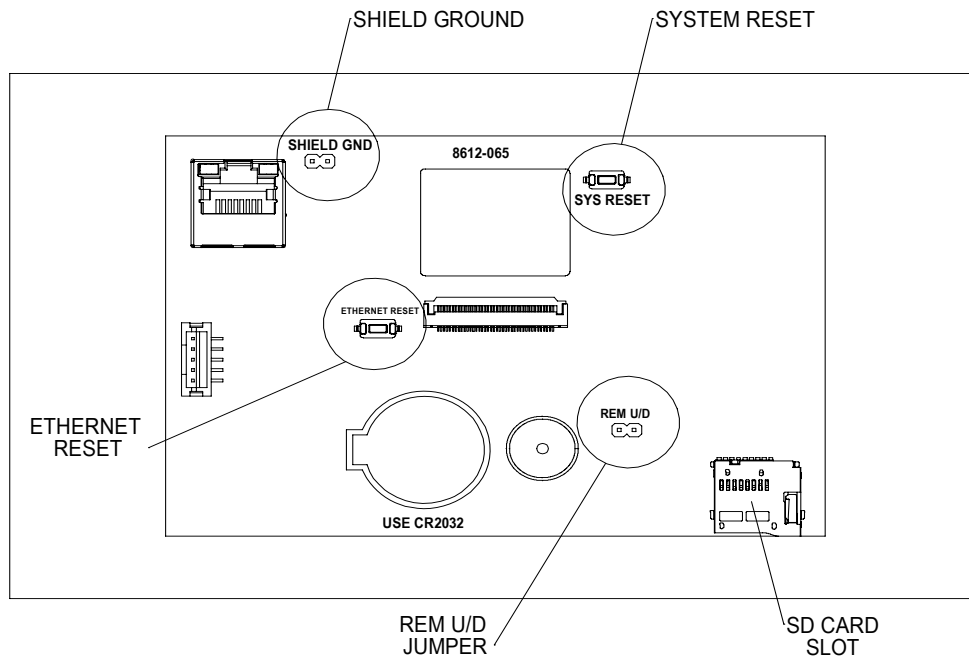 SHIELD GROUND
SYSTEM RESET
SHIELD GND
8612-065
SYS RESET
ETHERNET RESET
ETHERNET
RESET
REM U/D
USE CR2032
REM U/D
JUMPER
SD CARD
SLOT